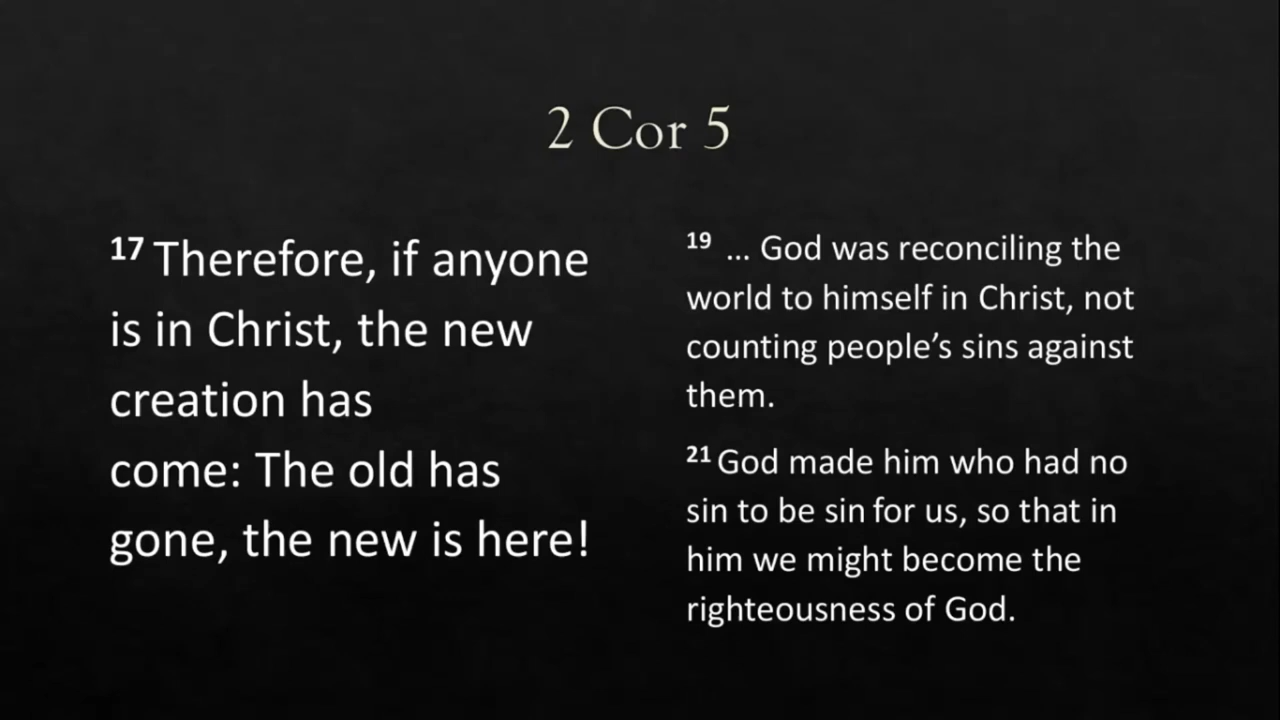 2 Cor 5
17 Therefore, if anyone
is in Christ, the new
creation has
come: The old has
gone, the new is here!
19 ... God was reconciling the
world to himself in Christ, not
counting people’s sins against
them.
21 God made him who had no
sin to be sin for us, so that in
him we might become the
righteousness of God.